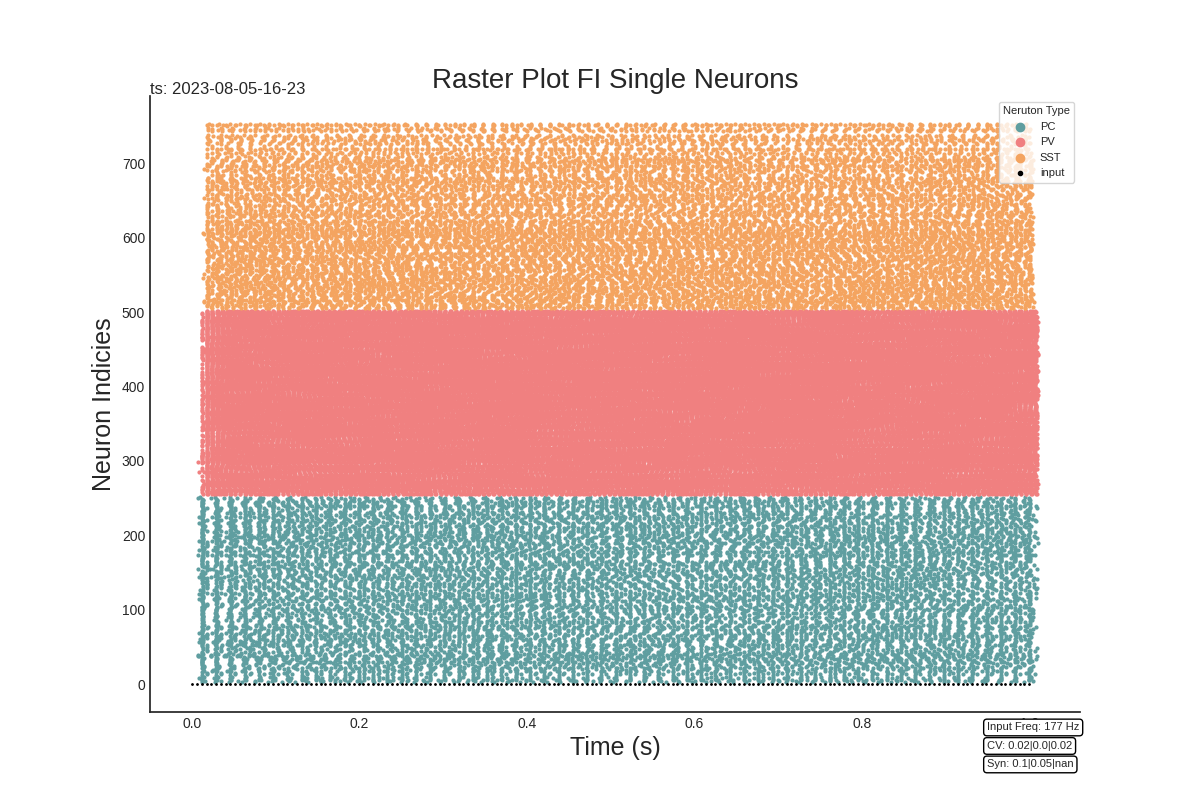 Raster Plot FI Single Neurons
ts: 2023-08-05-16-23
Neruton Type
PC
PV
SST
input
Neuron Indicies
700
600
500
400
300
200
100
0
0.0
0.2
0.4
0.6
0.8
Time (s)
Input Freq: 177 Hz
CV: 0.02|0.0|0.02
Syn: 0.1|0.05|nan